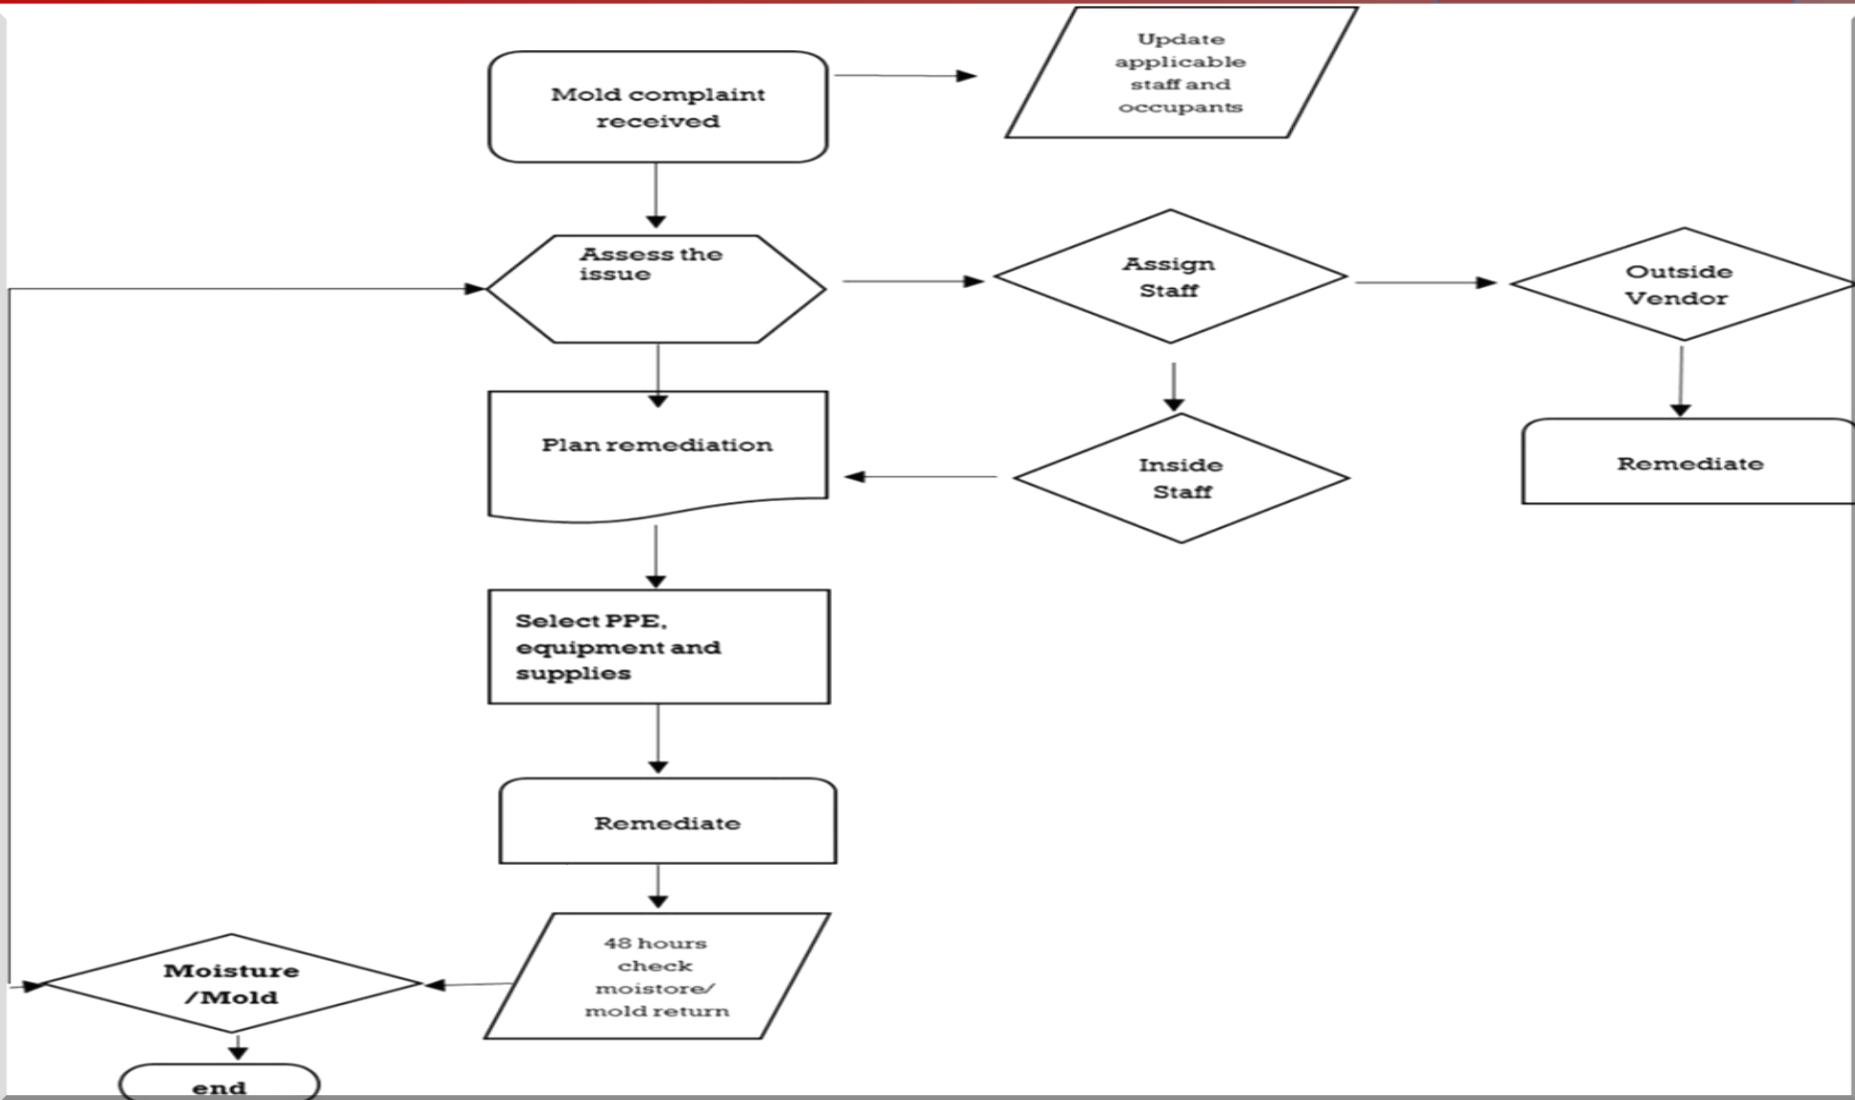 Update
applicable
staff and
occupants
Mold complaint
received
Assess the
issue
Assign
Staff
Outside
Vendor
Plan remediation
Inside
Staff
Remediate
Select PPE,
equipment and
supplies
Remediate
48 hours
check
moistore/
mold return
Moisture
/Mold
end